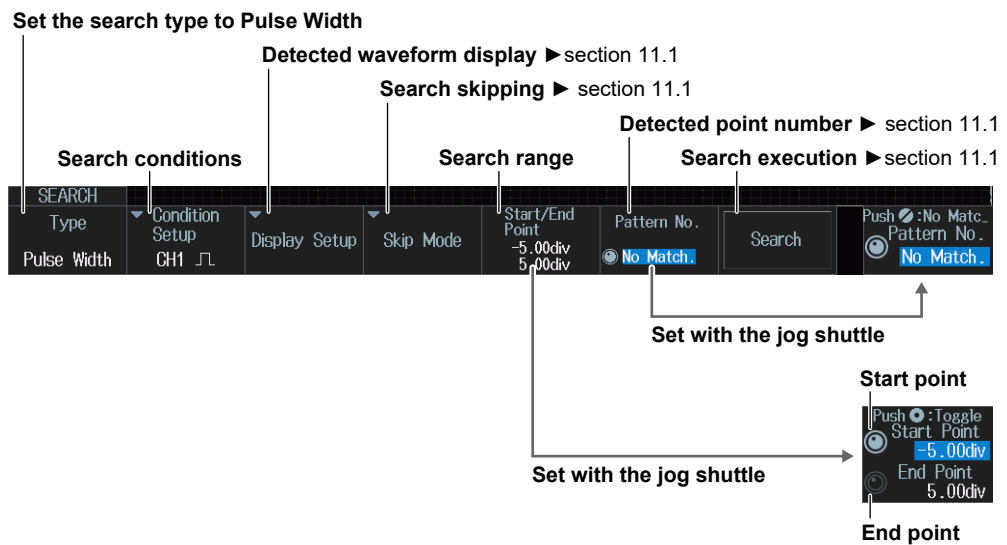 Set the search type to Pulse Width
Detected waveform display ►section 11.1
Search skipping ► section 11.1
Detected point number ► section 11.1
Search conditions
Search range
Search execution ►section 11.1
SEARCH
Type
Pulse Width
Condition
Setup
CH1
Display Setup
Skip Mode
Start/End
Point
-5.00div
5.00div
Pattern No.
No Match.
Search
Push :No Matc…
Pattern No.
No Match.
Set with the jog shuttle
Start point
Push :Toggle
Start Point
-5.00div
End Point
5.00div
Set with the jog shuttle
End point